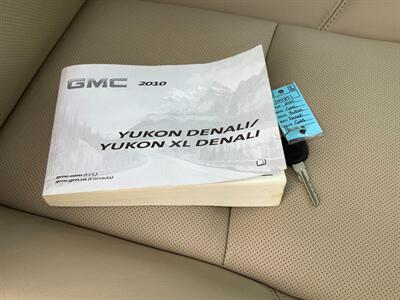 GMC 2010
YUKON DENALI/
YUKON XL DENALI
gmc.com (U.S.)
gmc.gm.ca (Canada)